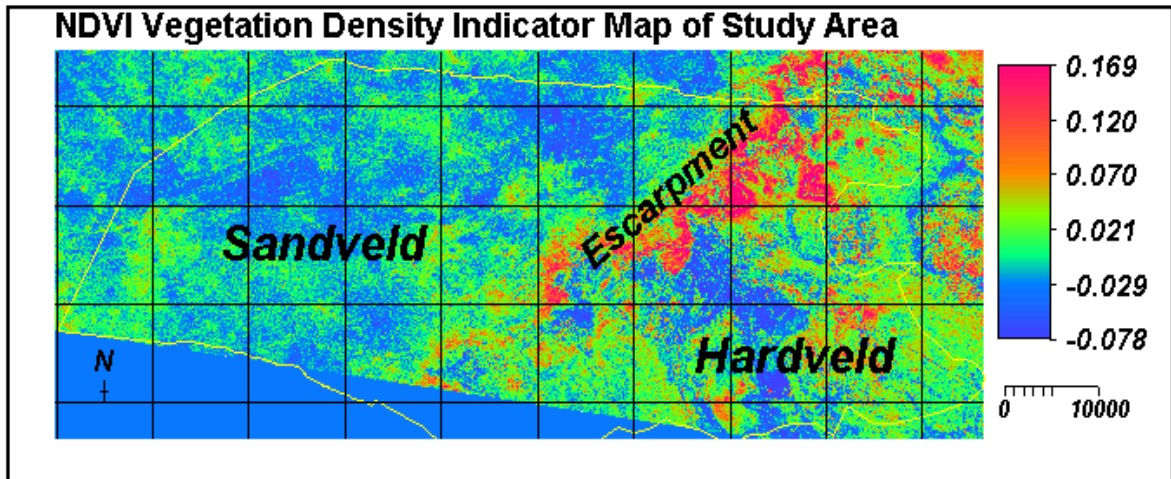 NDVI Vegetation Density Indicator Map of Study Area
0.169
0.120
0.070
0.021
-0.029
-0.078
Escarpment
Sandveld
Hardveld
N
0 10000